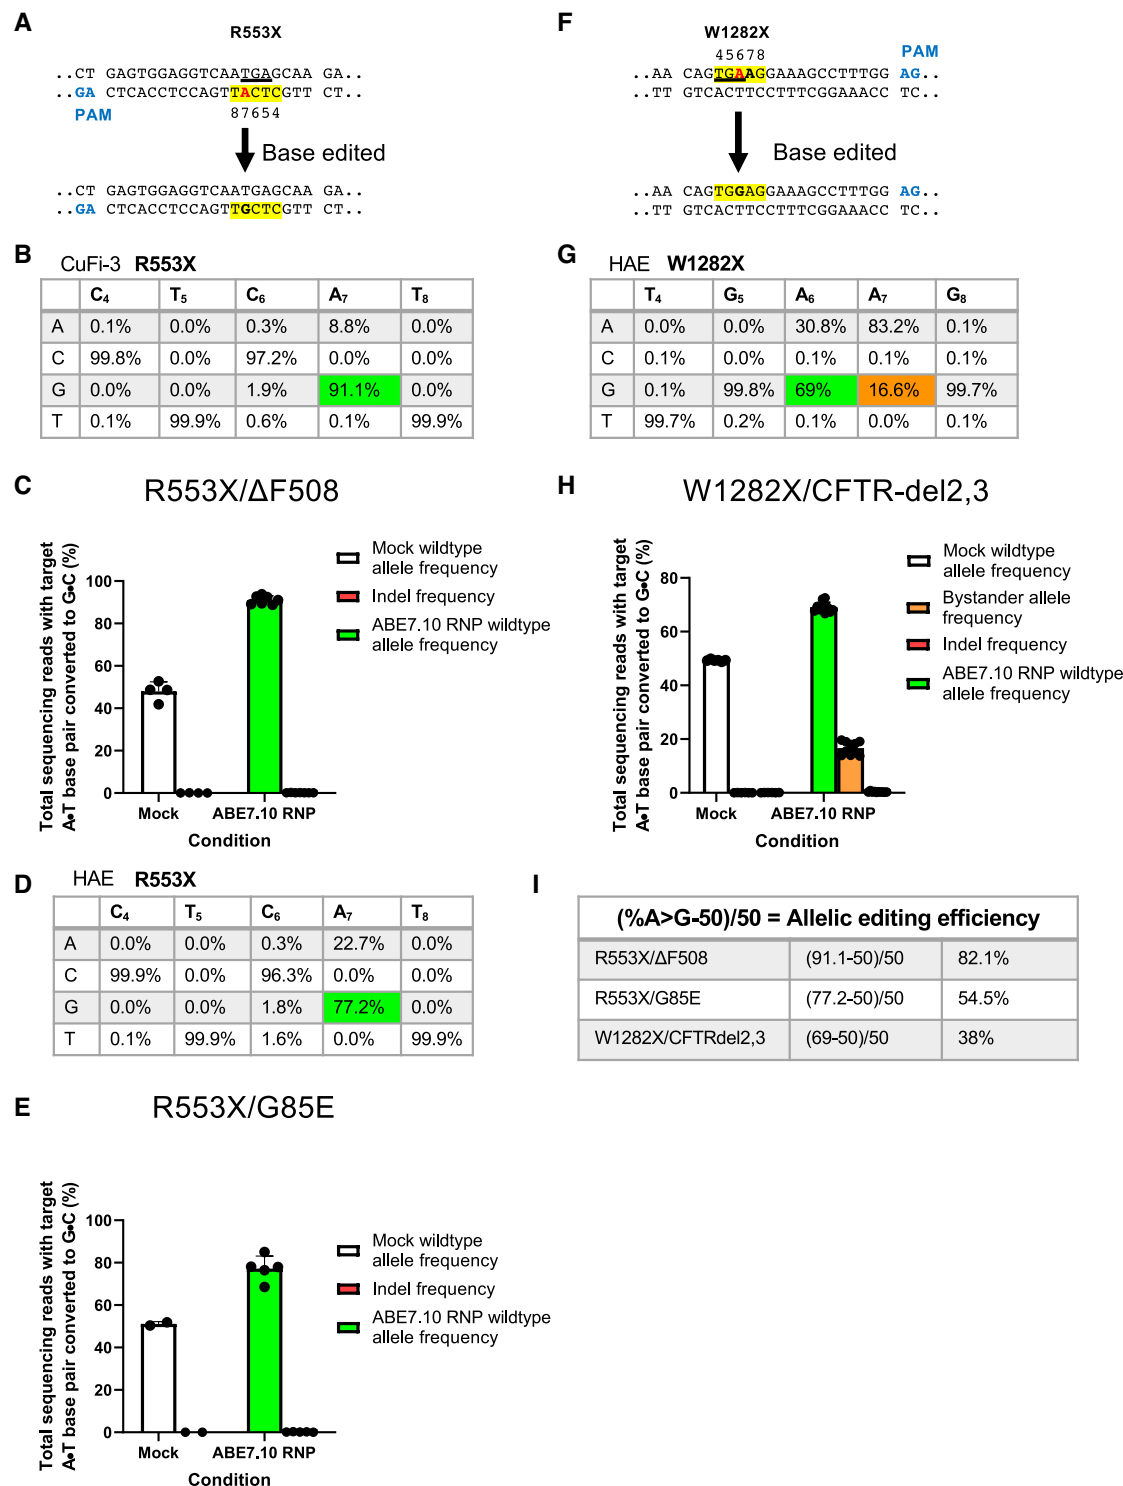 A
R553X
..CT GAGTGGAGGTCAATGAGCAA GA..
..GA CTCACCTCCAGTTACTCGTT CT..
PAM
87654
Base edited
..CT GAGTGGAGGTCAATGAGCAA GA..
..GA CTCACCTCCAGTTGCTCGTT CT..
B
CuFi-3 R553X
C4 T5 C6 A7 T8
A 0.1% 0.0% 0.3% 8.8% 0.0%
C 99.8% 0.0% 97.2% 0.0% 0.0%
G 0.0% 0.0% 1.9% 91.1% 0.0%
T 0.1% 99.9% 0.6% 0.1% 99.9%
C
R553X/ΔF508
Total sequencing reads with target
A•T base pair converted to G•C (%)
100
80
60
40
20
0
Mock ABE7.10 RNP
Condition
Mock wildtype
allele frequency
Indel frequency
ABE7.10 RNP wildtype
allele frequency
D
HAE R553X
C4 T5 C6 A7 T8
A 0.0% 0.0% 0.3% 22.7% 0.0%
C 99.9% 0.0% 96.3% 0.0% 0.0%
G 0.0% 0.0% 1.8% 77.2% 0.0%
T 0.1% 99.9% 1.6% 0.0% 99.9%
E
R553X/G85E
Total sequencing reads with target
A•T base pair converted to G•C (%)
100
80
60
40
20
0
Mock ABE7.10 RNP
Condition
Mock wildtype
allele frequency
Indel frequency
ABE7.10 RNP wildtype
allele frequency
F
W1282X
45678
PAM
..AA CAGTGAAGGAAAGCCTTTGG AG..
..TT GTCACTTCCTTTCGGAAACC TC..
Base edited
..AA CAGTGGAGGAAAGCCTTTGG AG..
..TT GTCACTTCCTTTCGGAAACC TC..
G
HAE W1282X
T4 G5 A6 A7 G8
A 0.0% 0.0% 30.8% 83.2% 0.1%
C 0.1% 0.0% 0.1% 0.1% 0.1%
G 0.1% 99.8% 69% 16.6% 99.7%
T 99.7% 0.2% 0.1% 0.0% 0.1%
H
W1282X/CFTR-del2,3
Total sequencing reads with target
A•T base pair converted to G•C (%)
80
60
40
20
0
Mock ABE7.10 RNP
Condition
Mock wildtype
allele frequency
Bystander allele
frequency
Indel frequency
ABE7.10 RNP wildtype
allele frequency
I
(%A>G-50)/50 = Allelic editing efficiency
R553X/ΔF508 (91.1-50)/50 82.1%
R553X/G85E (77.2-50)/50 54.5%
W1282X/CFTRdel2,3 (69-50)/50 38%